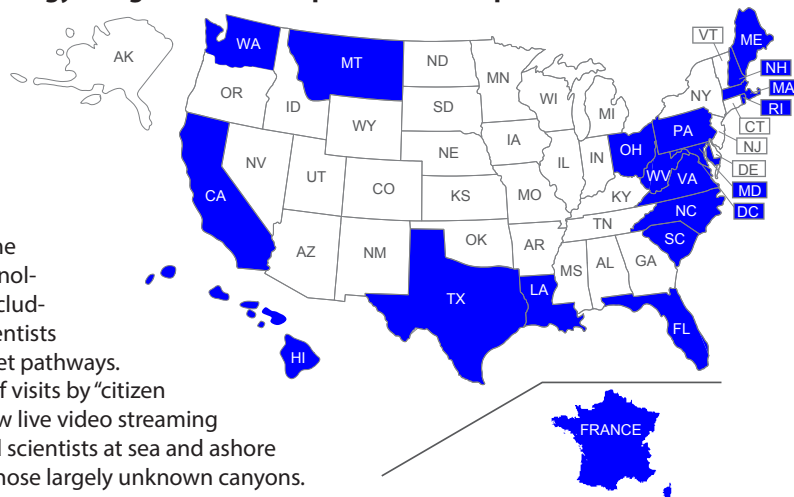 WA
MT
ND
MN
VT
ME
AK
OR
ID
SD
WI
MI
NY
NH
MA
RI
WY
IA
PA
CT
NJ
NE
IL
IN
OH
DE
NV
UT
CO
KS
MO
KY
WV
VA
MD
DC
CA
AZ
NM
OK
AR
TN
NC
SC
MS
AL
GA
TX
LA
FL
HI
FRANCE
nol-
clud-
entists
et pathways.
f visits by “citizen
w live video streaming
scientists at sea and ashore
largely unknown canyons.